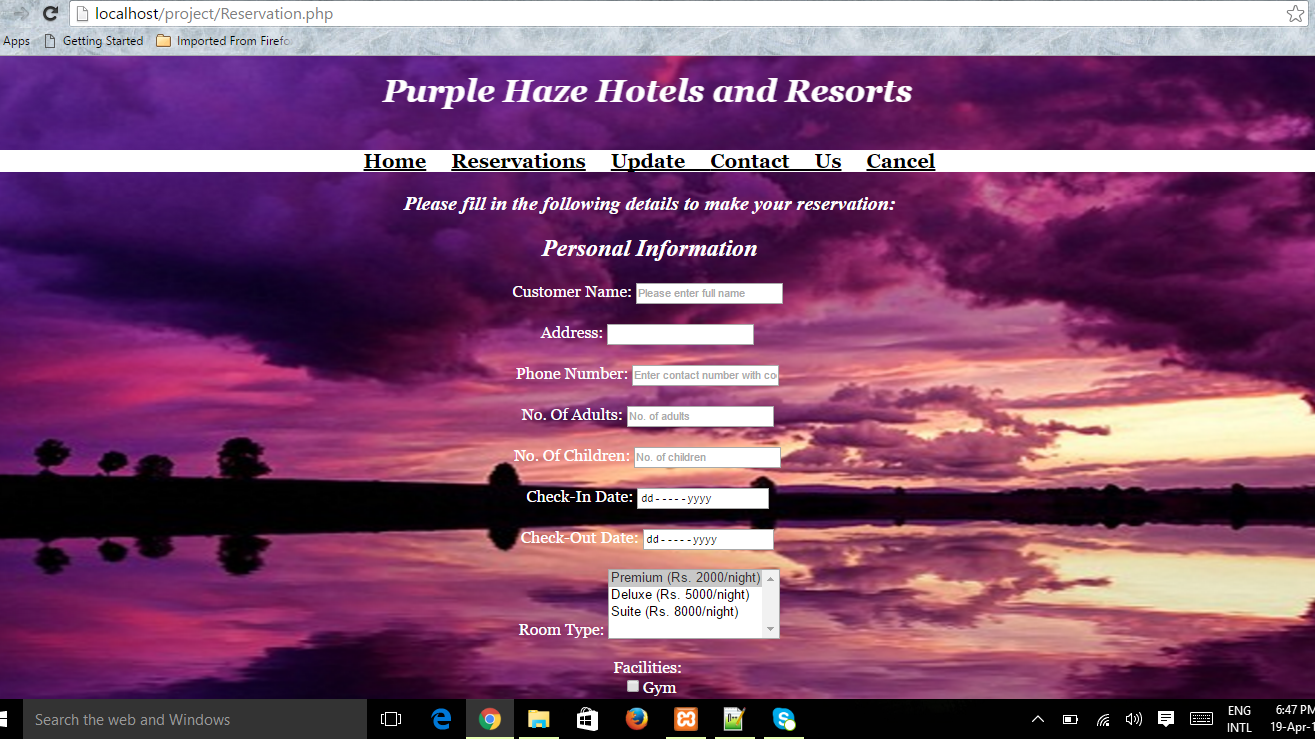 localhost/project/Reservation.php
Apps Getting Started Imported From Firefo
Purple Haze Hotels and Resorts
Home Reservations Update Contact Us Cancel
Please fill in the following details to make your reservation:
Personal Information
Customer Name: Please enter full name
Address:
Phone Number: Enter contact number with co
No. Of Adults: No. of adults
No. Of Children: No. of children
Check-In Date: dd-----yyyy
Check-Out Date: dd-----yyyy
Premium (Rs. 2000/night)
Deluxe (Rs. 5000/night)
Suite (Rs. 8000/night)
Room Type:
Facilities:
Gym
Search the web and Windows
ENG
INTL
6:47 PM
19-Apr-1